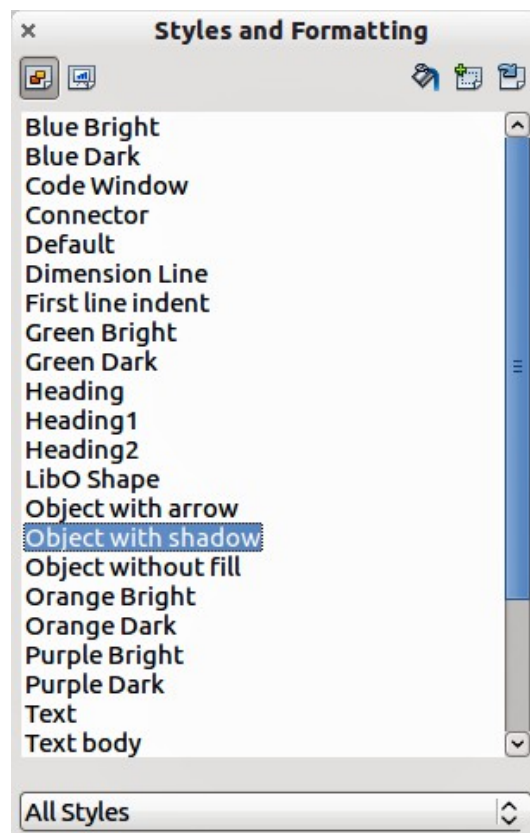 Styles and Formatting
Blue Bright
Blue Dark
Code Window
Connector
Default
Dimension Line
First line indent
Green Bright
Green Dark
Heading
Heading1
Heading2
LibO Shape
Object with arrow
Object with shadow
Object without fill
Orange Bright
Orange Dark
Purple Bright
Purple Dark
Text
Text body
All Styles